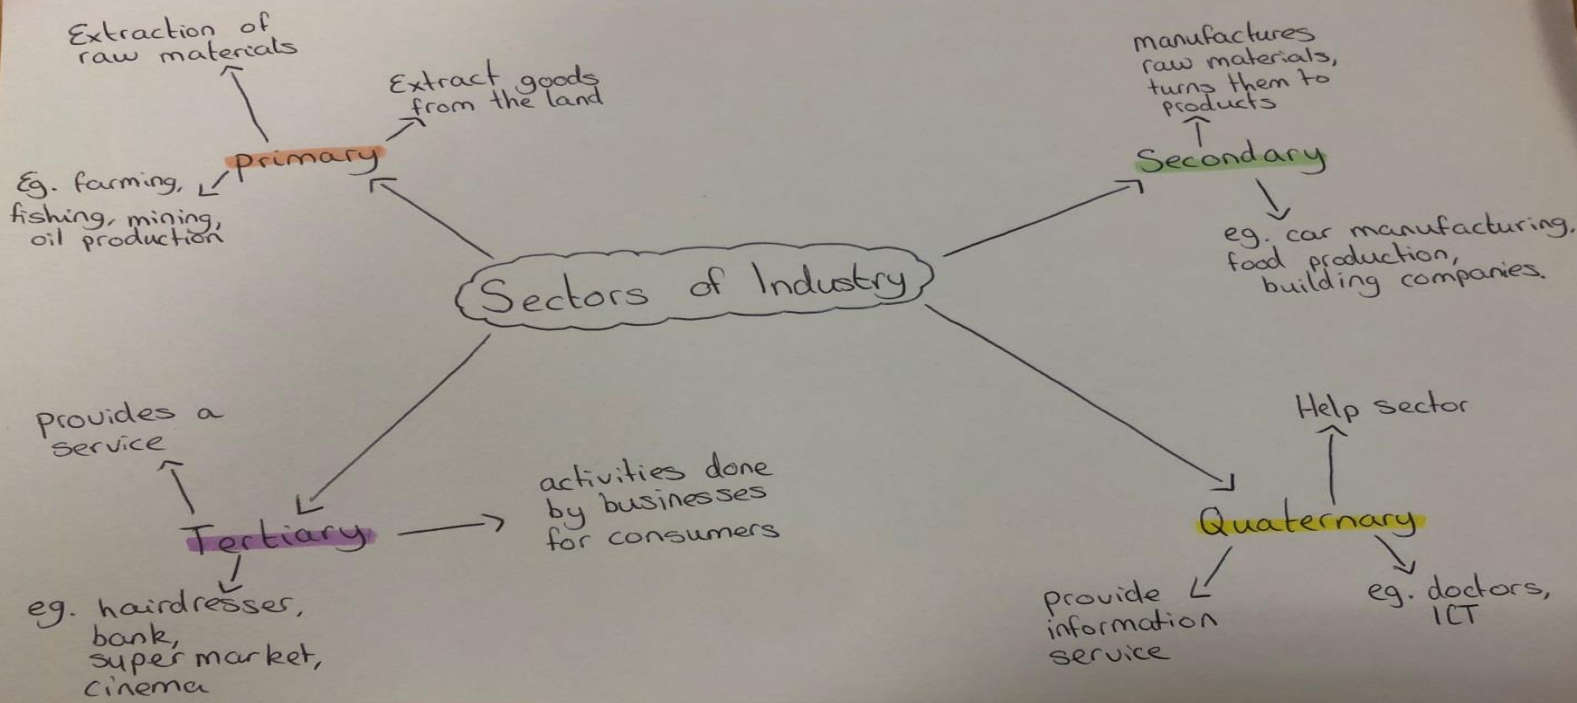 Sectors of Industry
Primary
Extraction of
raw materials
Extract goods
from the land
Eg. farming,
fishing, mining,
oil production
Secondary
manufactures
raw materials,
turns them to
products
eg. car manufacturing,
food production,
building companies.
Tertiary
provides a
service
activities done
by businesses
for consumers
eg. hairdresser,
bank,
super market,
cinema
Quaternary
Help sector
provide
information
service
eg. doctors,
ICT